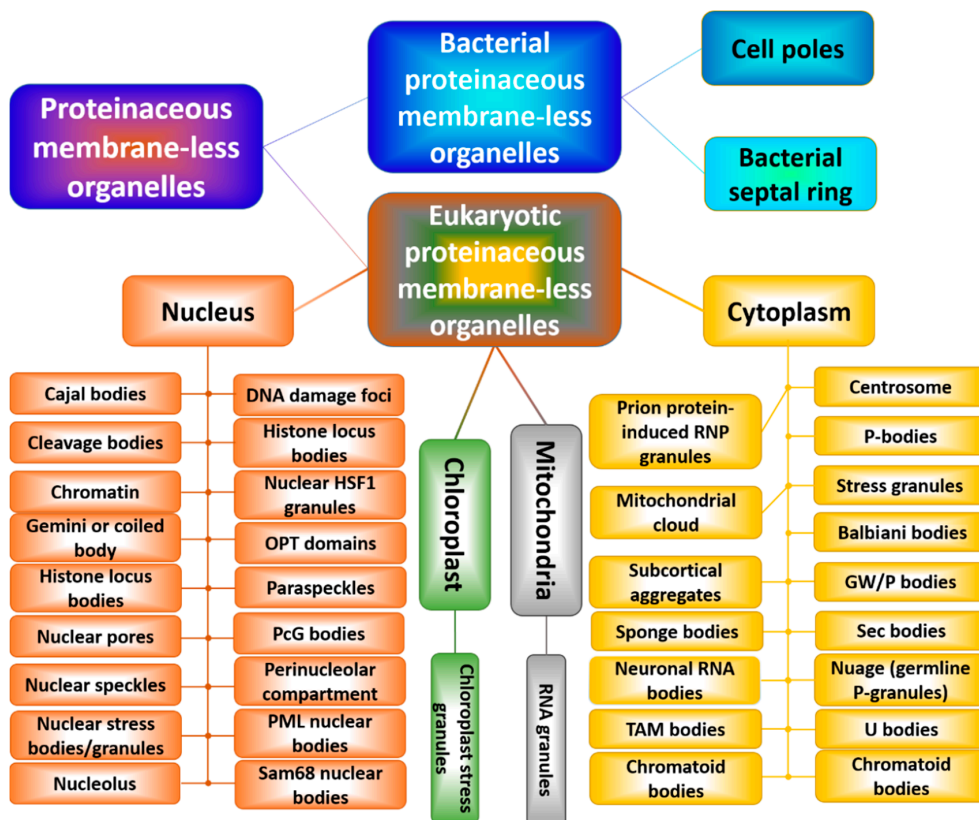 Proteinaceous
membrane-less
organelles
Bacterial
proteinaceous
membrane-less
organelles
Cell poles
Bacterial
septal ring
Eukaryotic
proteinaceous
membrane-less
organelles
Nucleus
Cajal bodies
Cleavage bodies
Chromatin
Gemini or coiled
body
Histone locus
bodies
Nuclear pores
Nuclear speckles
Nuclear stress
bodies/granules
Nucleolus
DNA damage foci
Histone locus
bodies
Nuclear HSF1
granules
OPT domains
Paraspeckles
PcG bodies
Perinucleolar
compartment
PML nuclear
bodies
Sam68 nuclear
bodies
Chloroplast
Chloroplast stress
granules
Mitochondria
RNA granules
Cytoplasm
Prion protein-
induced RNP
granules
Mitochondrial
cloud
Subcortical
aggregates
Sponge bodies
Neuronal RNA
bodies
TAM bodies
Chromatoid
bodies
Centrosome
P-bodies
Stress granules
Balbiani bodies
GW/P bodies
Sec bodies
Nuage (germline
P-granules)
U bodies
Chromatoid
bodies